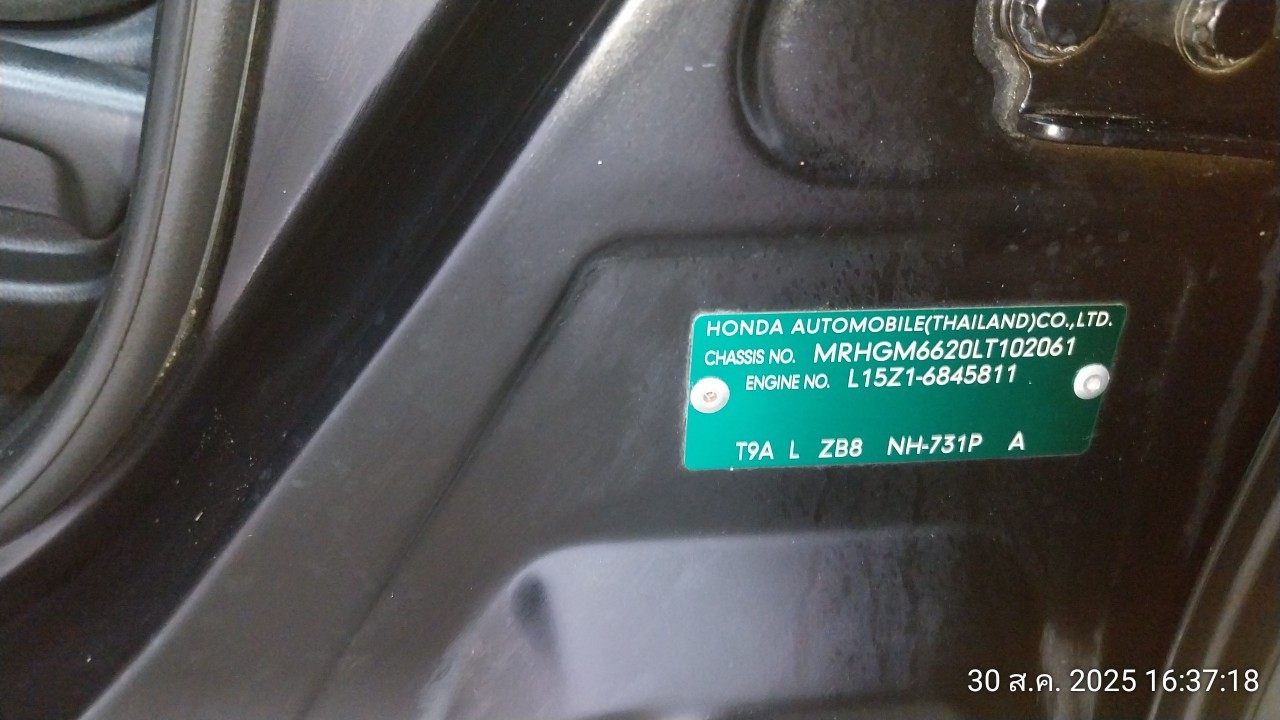 HONDA AUTOMOBILE(THAILAND)CO.,LTD.
CHASSIS NO. MRHGM6620LT102061
ENGINE NO. L15Z1-6845811
T9A L ZB8 NH-731P A
30 ส.ค. 2025 16:37:18